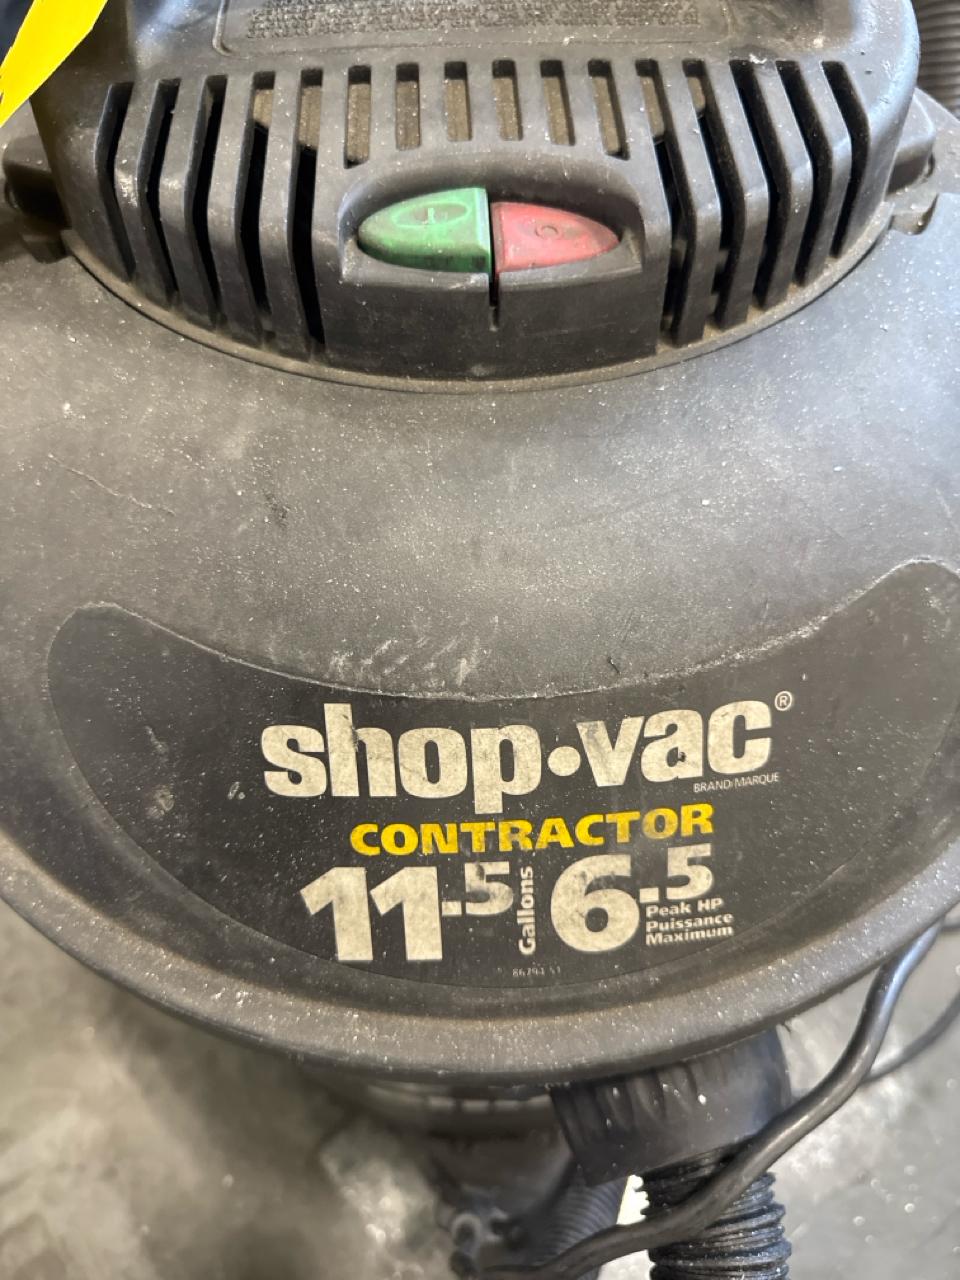 shop·vac®
BRAND/MARQUE
CONTRACTOR
11.5 Gallons 6.5 Peak HP
Puissance
Maximum